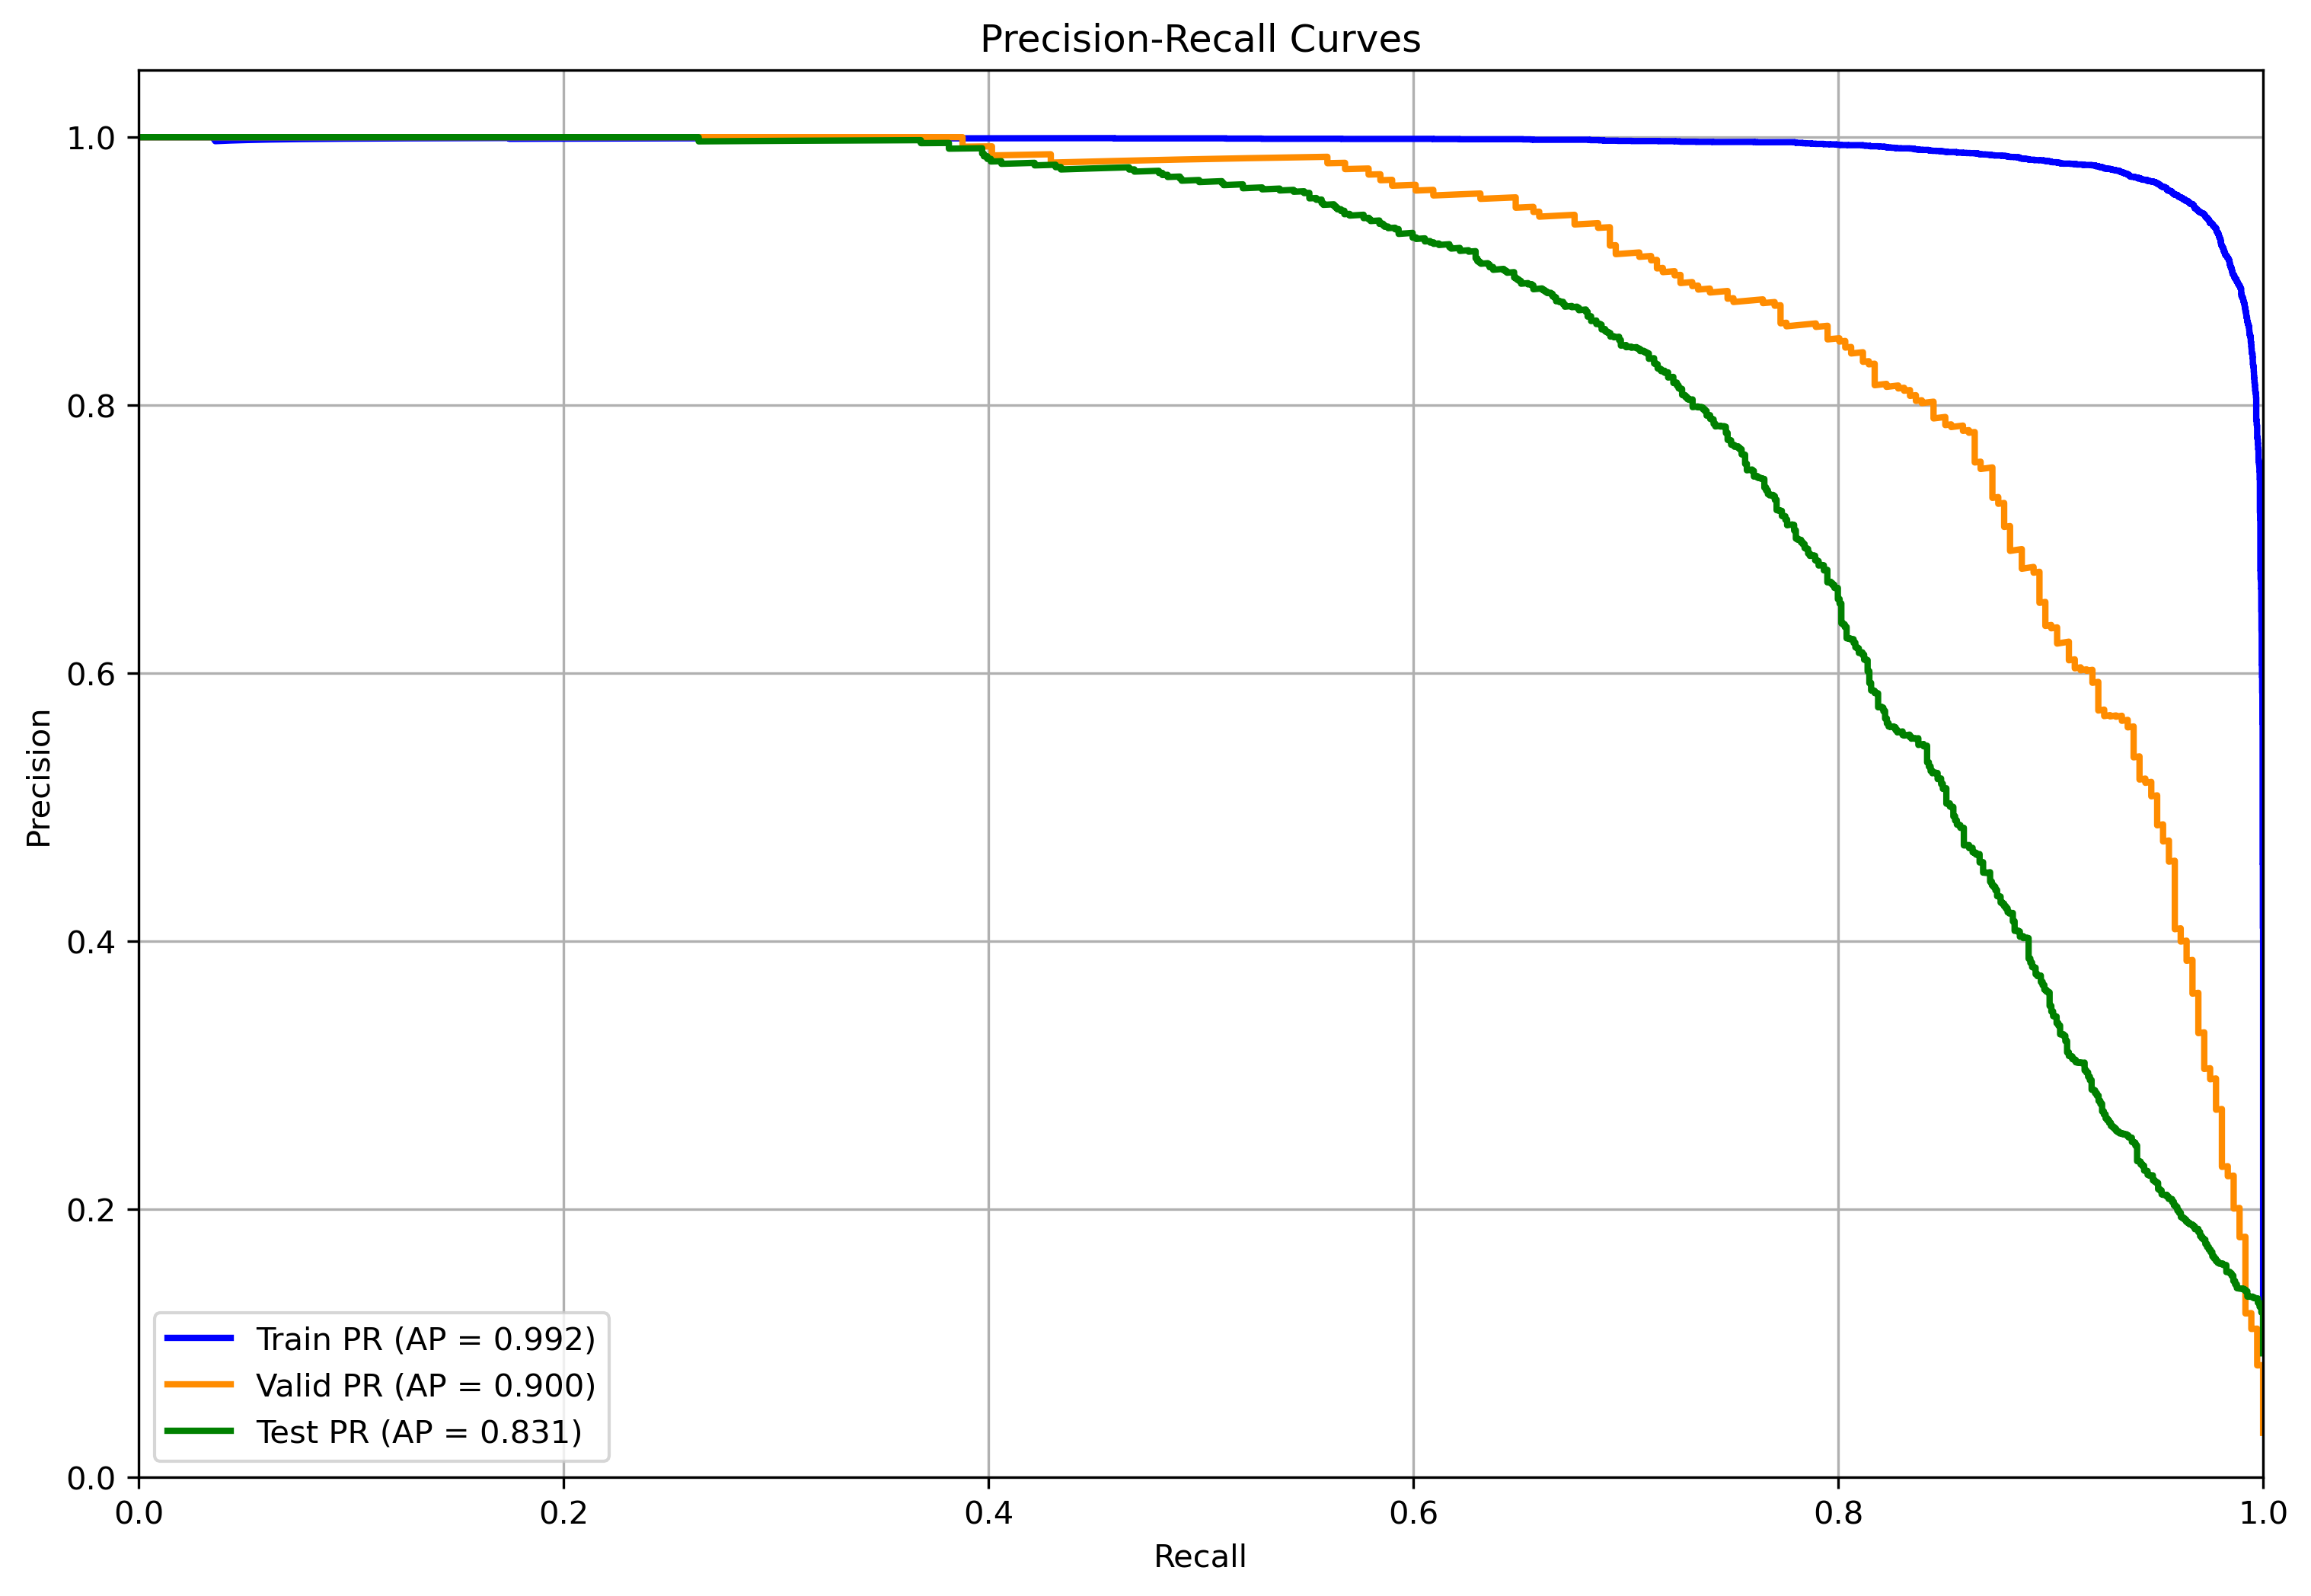 Precision-Recall Curves
Precision
1.0
0.8
0.6
0.4
0.2
0.0
Train PR (AP = 0.992)
Valid PR (AP = 0.900)
Test PR (AP = 0.831)
0.0 0.2 0.4 0.6 0.8 1.0
Recall